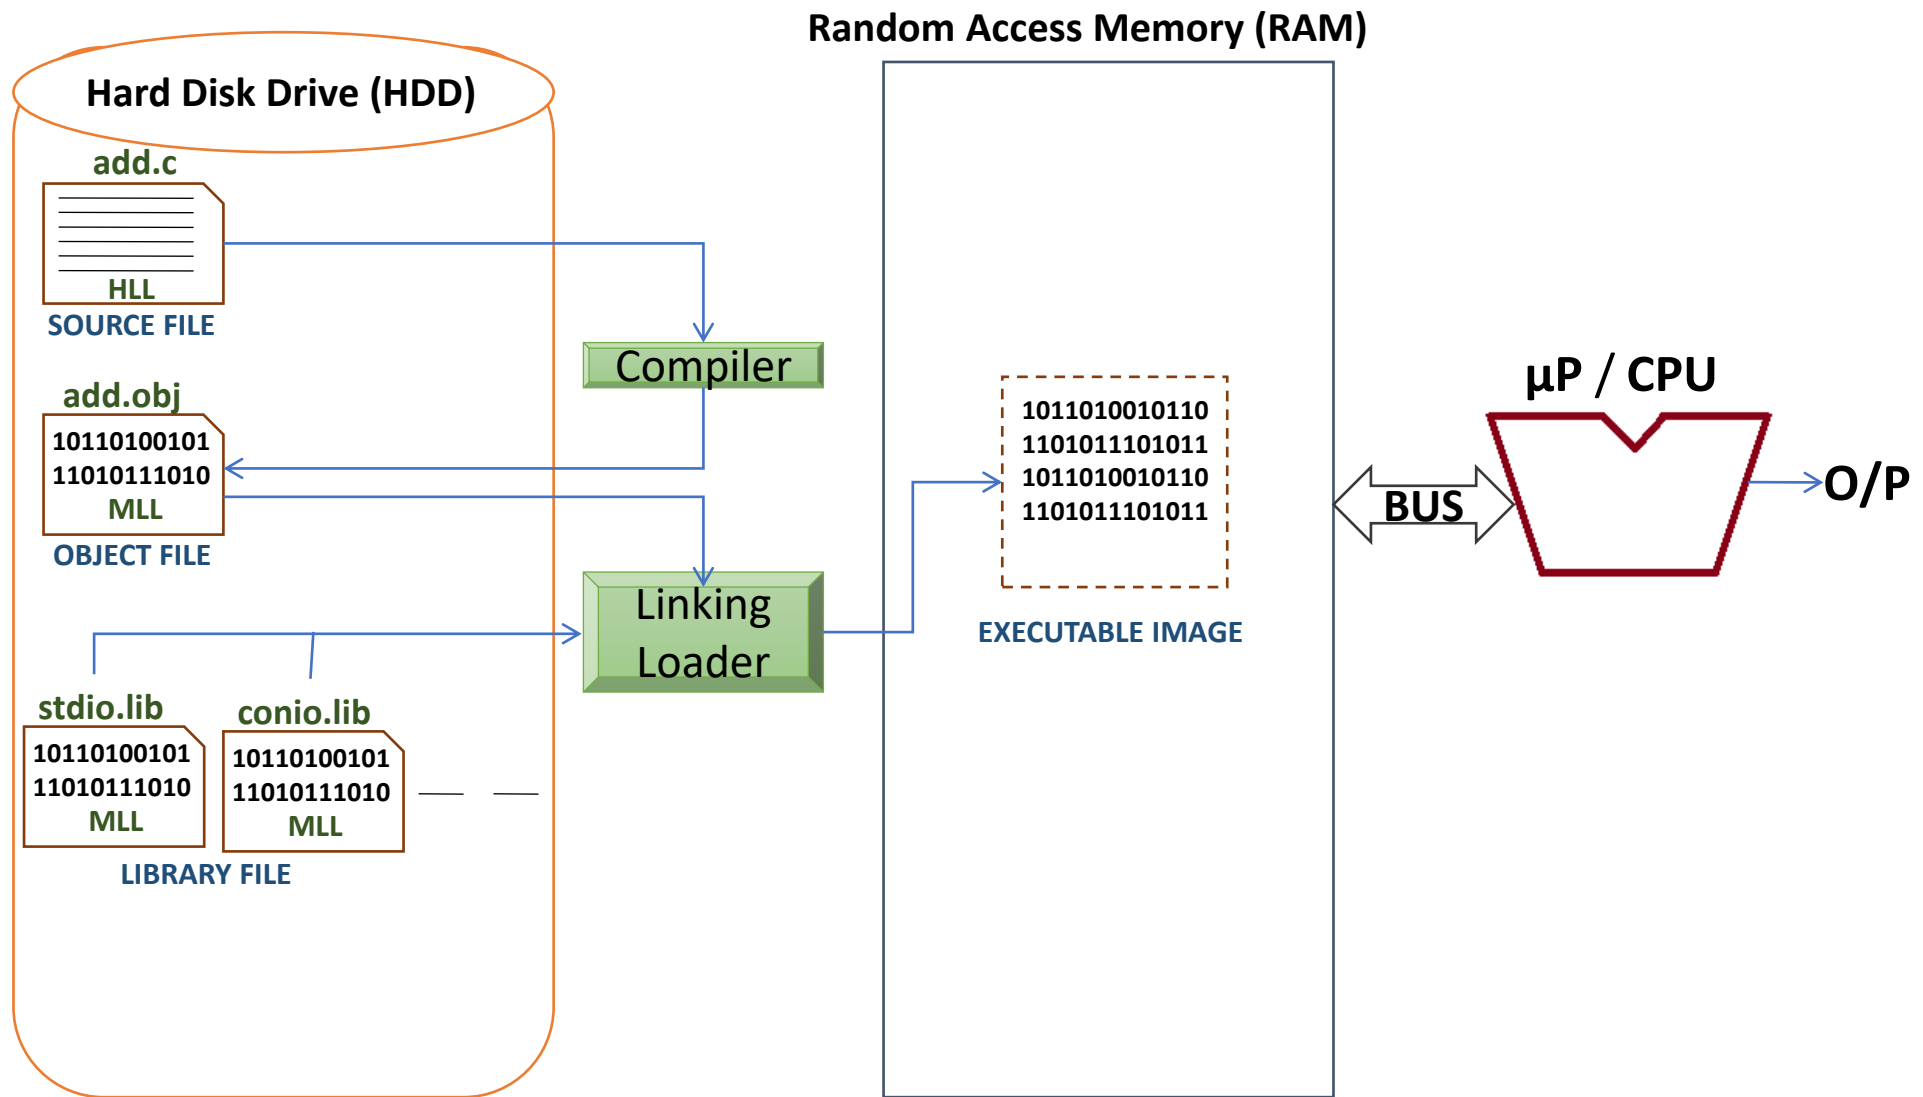 Random Access Memory (RAM)
Hard Disk Drive (HDD)
add.c
HLL
SOURCE FILE
Compiler
add.obj
10110100101
11010111010
MLL
OBJECT FILE
Linking
Loader
stdio.lib
10110100101
11010111010
MLL
conio.lib
10110100101
11010111010
MLL
LIBRARY FILE
1011010010110
1101011101011
1011010010110
1101011101011
EXECUTABLE IMAGE
BUS
µP / CPU
O/P